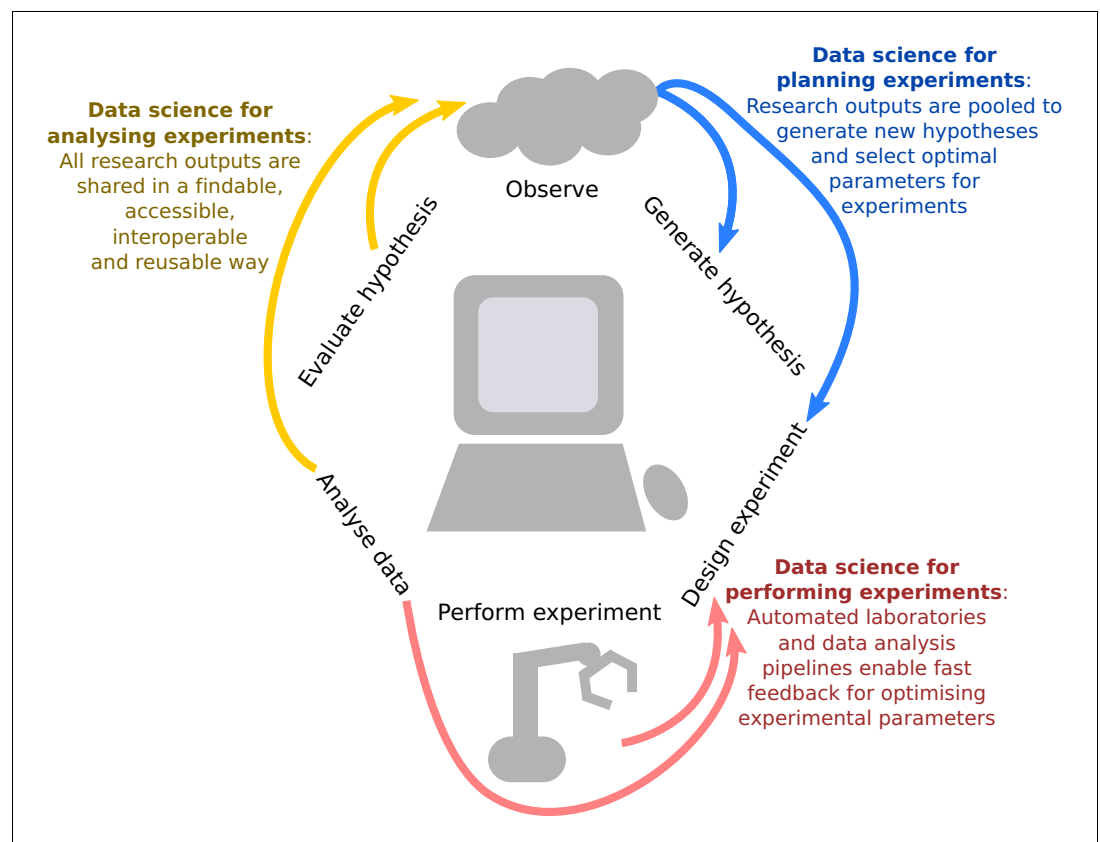 Data science for
analysing experiments:
All research outputs are
shared in a findable,
accessible,
interoperable
and reusable way
Data science for
planning experiments:
Research outputs are pooled to
generate new hypotheses
and select optimal
parameters for
experiments
Observe
Generate hypothesis
Evaluate hypothesis
Design experiment
Analyse data
Perform experiment
Data science for
performing experiments:
Automated laboratories
and data analysis
pipelines enable fast
feedback for optimising
experimental parameters